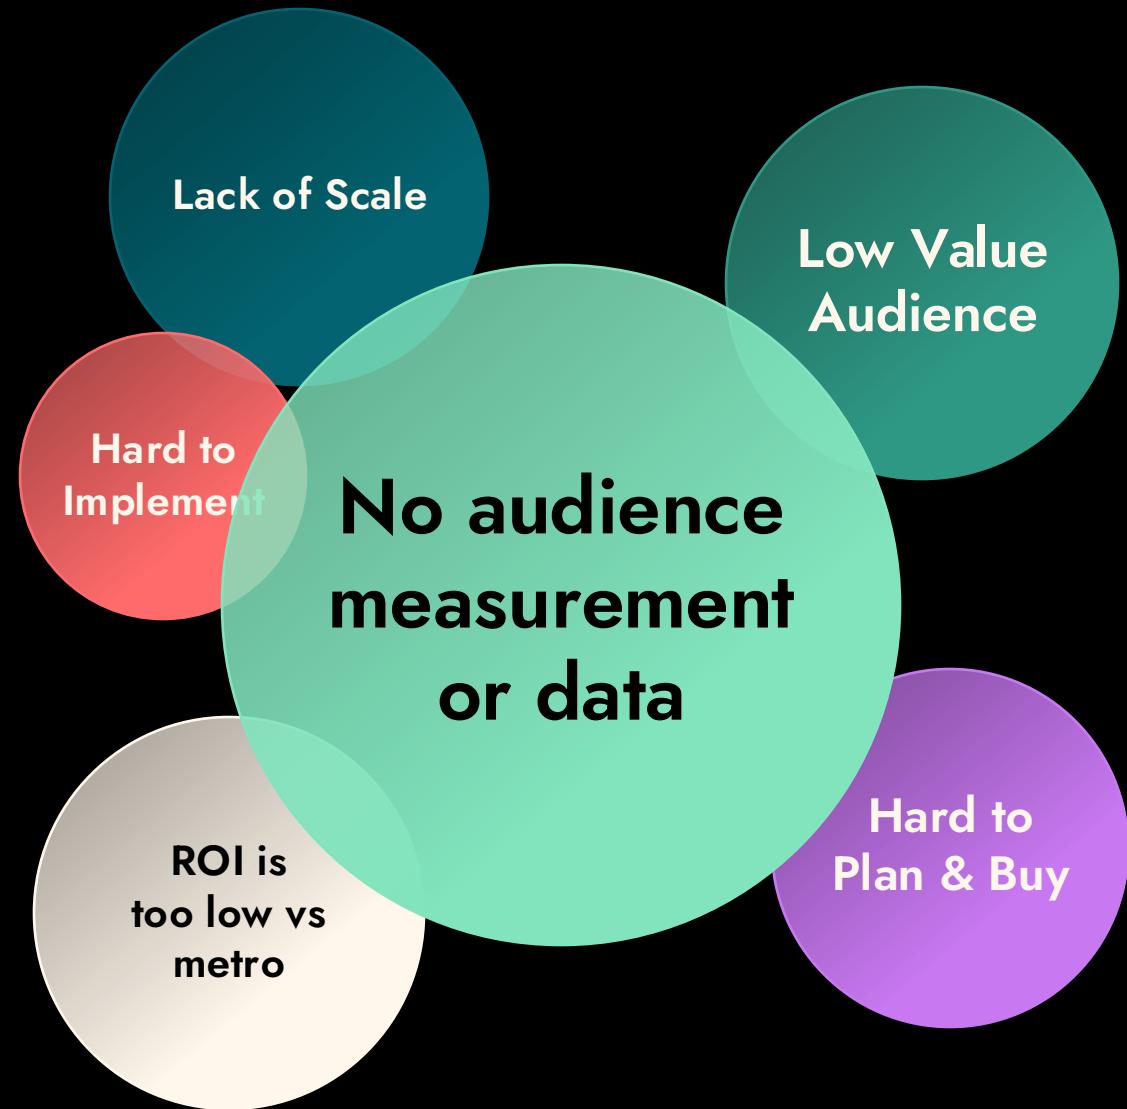 Lack of Scale
Low Value
Audience
Hard to
Implement
No audience
measurement
or data
Hard to
Plan & Buy
ROI is
too low vs
metro